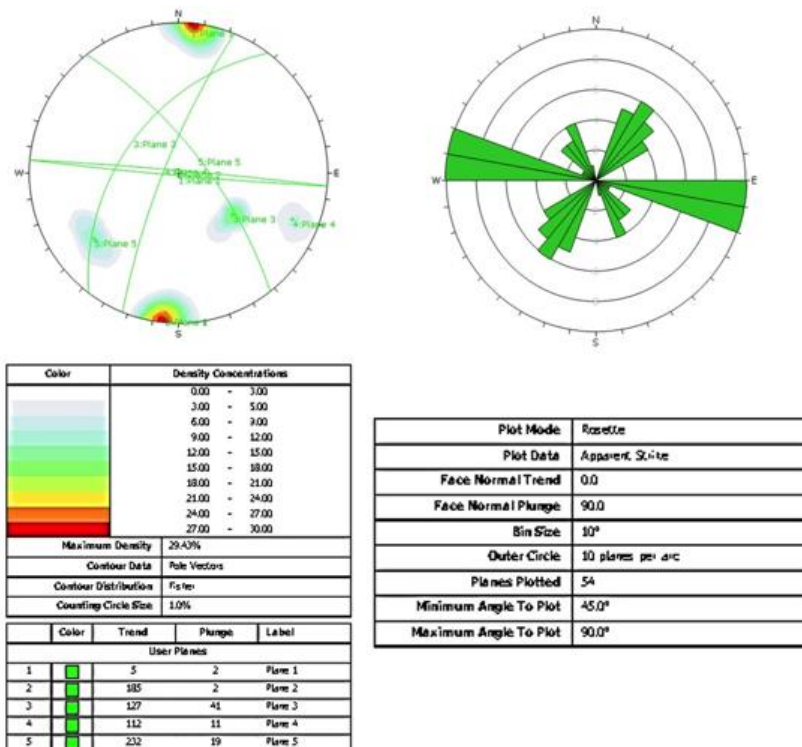 N
N
Plane
3:Plane 3
5:Plane 5
W
E
W
E
3:Plane 3
4:Plane 4
5:Plane 5
S
S
Color Density Concentrations
0.00 - 3.00
3.00 - 5.00
6.00 - 9.00
9.00 - 12.00
12.00 - 15.00
15.00 - 18.00
18.00 - 21.00
21.00 - 24.00
24.00 - 27.00
27.00 - 30.00
Maximum Density 29.43%
Contour Data Pole Vectors
Contour Distribution Fisher
Counting Circle Size 1.0%
Color Trend Plunge Label
User Planes
1 5 2 Plane 1
2 185 2 Plane 2
3 127 41 Plane 3
4 112 11 Plane 4
5 232 19 Plane 5
Plot Mode Rosette
Plot Data Apparent Strike
Face Normal Trend 0.0
Face Normal Plunge 90.0
Bin Size 10°
Outer Circle 10 planes per arc
Planes Plotted 54
Minimum Angle To Plot 45.0°
Maximum Angle To Plot 90.0°